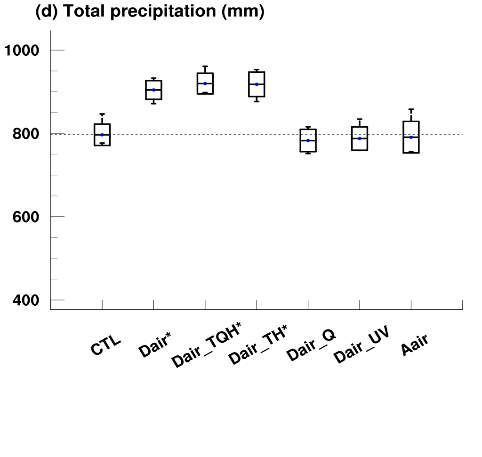 (d) Total precipitation (mm)
1000
800
600
400
CTL
Dair*
Dair_TQH*
Dair_TH*
Dair_Q
Dair_UV
Aair